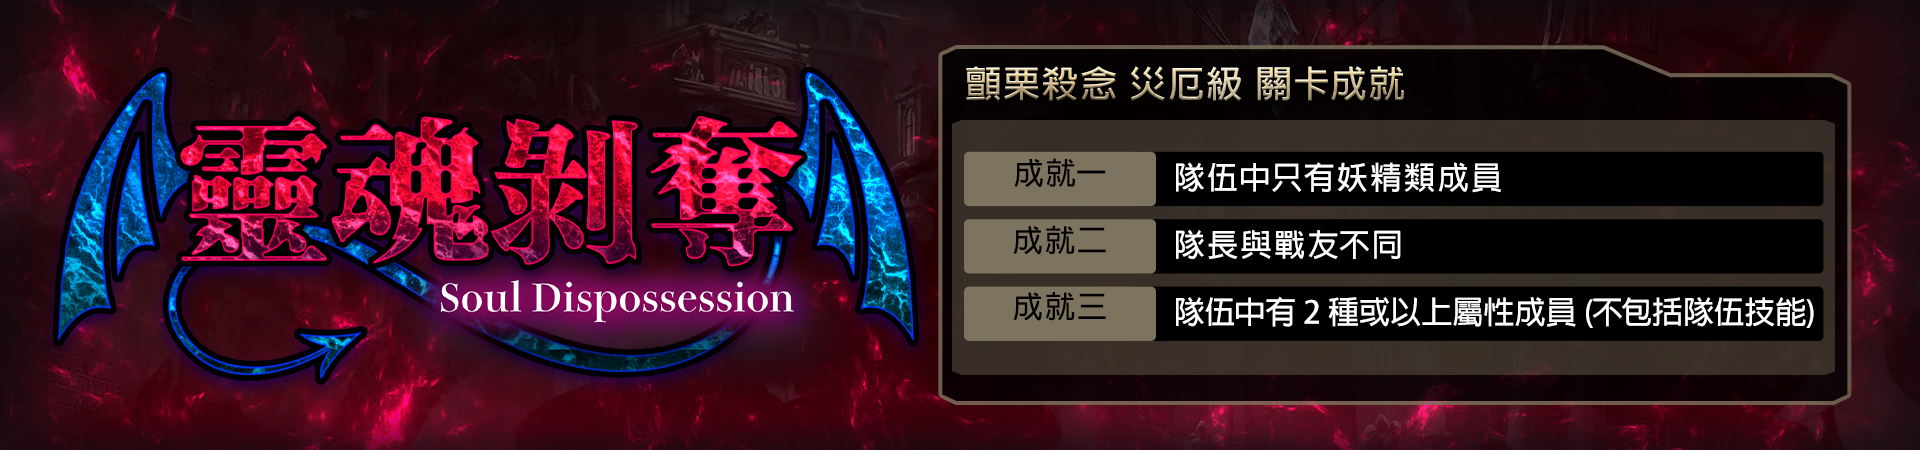 靈魂剝奪
Soul Dispossession
顫栗殺念 災厄級 關卡成就
成就一
隊伍中只有妖精類成員
成就二
隊長與戰友不同
成就三
隊伍中有 2 種或以上屬性成員 (不包括隊伍技能)